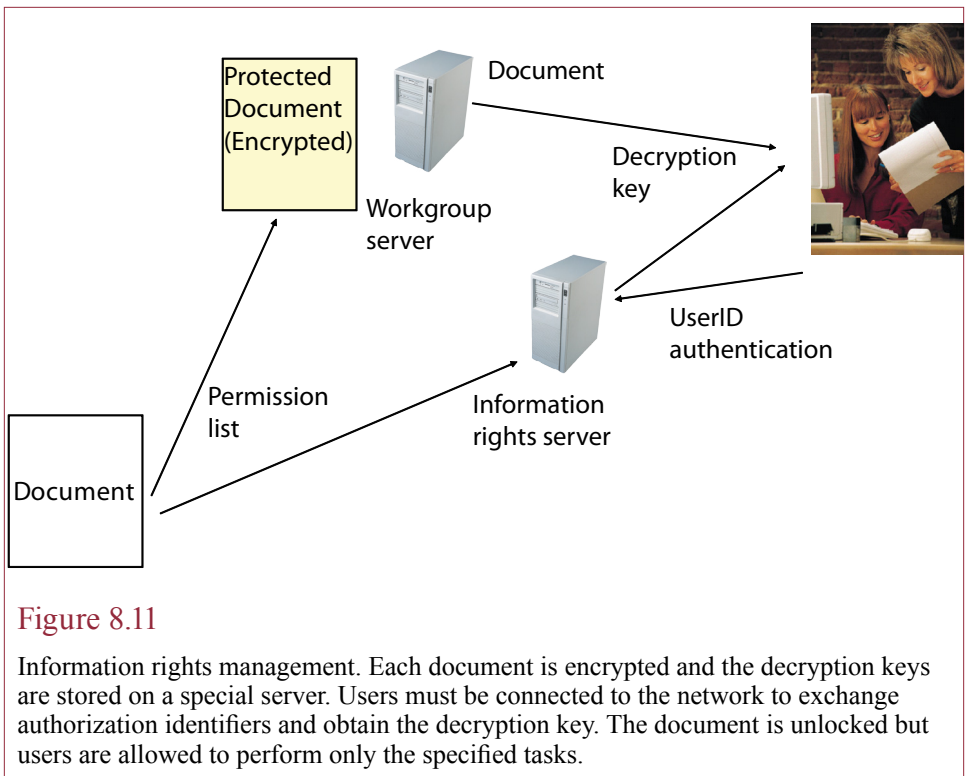 Protected
Document
(Encrypted)
Document
Decryption
key
Workgroup
server
UserID
authentication
Permission
list
Information
rights server
Document
Figure 8.11
Information rights management. Each document is encrypted and the decryption keys
are stored on a special server. Users must be connected to the network to exchange
authorization identifiers and obtain the decryption key. The document is unlocked but
users are allowed to perform only the specified tasks.